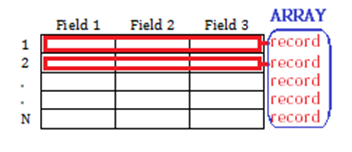 Field 1 Field 2 Field 3 ARRAY
1 record
2 record
. record
. record
N record